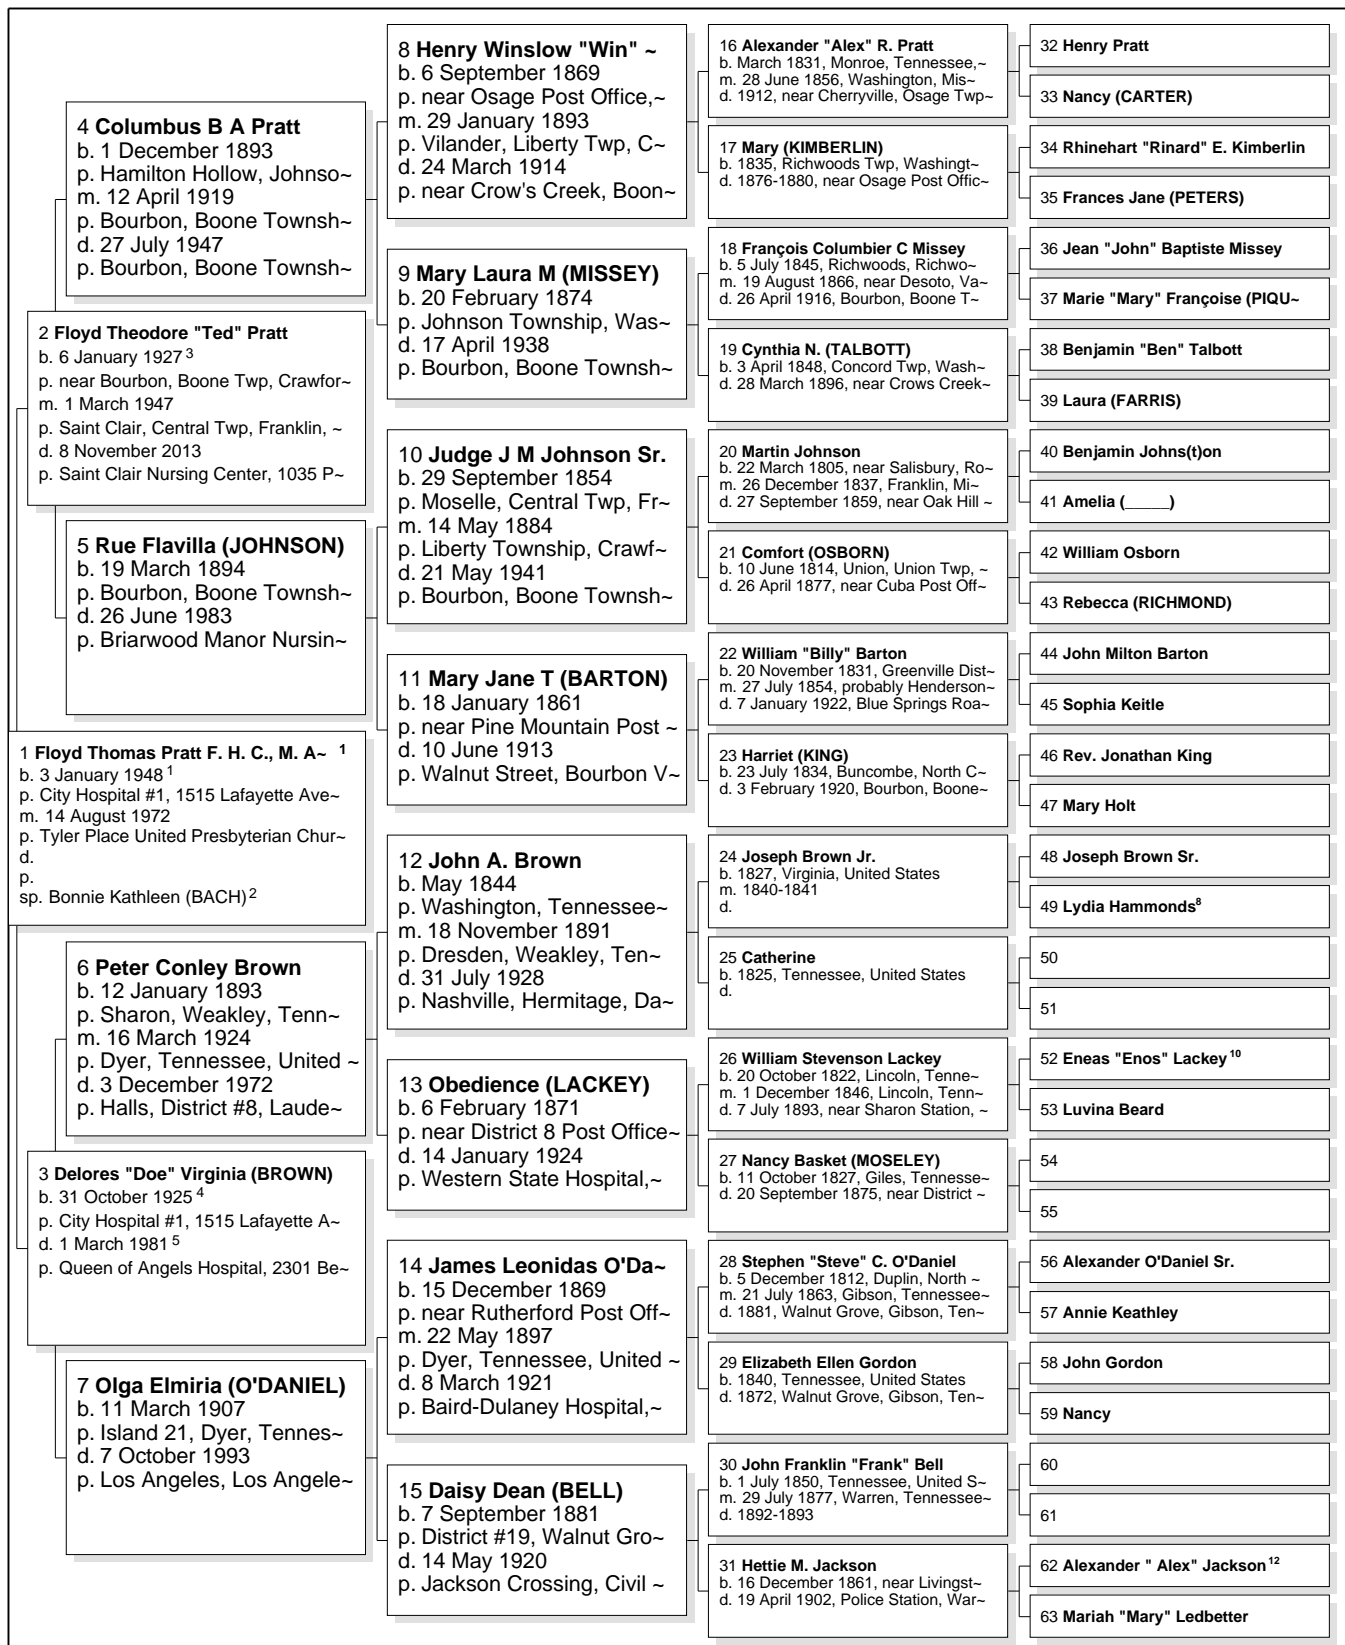 8 Henry Winslow "Win" ~
b. 6 September 1869
p. near Osage Post Office,~
m. 29 January 1893
p. Vilander, Liberty Twp, C~
d. 24 March 1914
p. near Crow's Creek, Boon~
4 Columbus B A Pratt
b. 1 December 1893
p. Hamilton Hollow, Johnso~
m. 12 April 1919
p. Bourbon, Boone Townsh~
d. 27 July 1947
p. Bourbon, Boone Townsh~
9 Mary Laura M (MISSEY)
b. 20 February 1874
p. Johnson Township, Was~
d. 17 April 1938
p. Bourbon, Boone Townsh~
2 Floyd Theodore "Ted" Pratt
b. 6 January 1927 3
p. near Bourbon, Boone Twp, Crawfor~
m. 1 March 1947
p. Saint Clair, Central Twp, Franklin, ~
d. 8 November 2013
p. Saint Clair Nursing Center, 1035 P~
10 Judge J M Johnson Sr.
b. 29 September 1854
p. Moselle, Central Twp, Fr~
m. 14 May 1884
p. Liberty Township, Crawf~
d. 21 May 1941
p. Bourbon, Boone Townsh~
5 Rue Flavilla (JOHNSON)
b. 19 March 1894
p. Bourbon, Boone Townsh~
d. 26 June 1983
p. Briarwood Manor Nursin~
11 Mary Jane T (BARTON)
b. 18 January 1861
p. near Pine Mountain Post ~
d. 10 June 1913
p. Walnut Street, Bourbon V~
1 Floyd Thomas Pratt F. H. C., M. A~ 1
b. 3 January 1948 1
p. City Hospital #1, 1515 Lafayette Ave~
m. 14 August 1972
p. Tyler Place United Presbyterian Chur~
d.
p.
sp. Bonnie Kathleen (BACH) 2
12 John A. Brown
b. May 1844
p. Washington, Tennessee~
m. 18 November 1891
p. Dresden, Weakley, Ten~
d. 31 July 1928
p. Nashville, Hermitage, Da~
6 Peter Conley Brown
b. 12 January 1893
p. Sharon, Weakley, Tenn~
m. 16 March 1924
p. Dyer, Tennessee, United ~
d. 3 December 1972
p. Halls, District #8, Laude~
13 Obedience (LACKEY)
b. 6 February 1871
p. near District 8 Post Office~
d. 14 January 1924
p. Western State Hospital,~
3 Delores "Doe" Virginia (BROWN)
b. 31 October 1925 4
p. City Hospital #1, 1515 Lafayette A~
d. 1 March 1981 5
p. Queen of Angels Hospital, 2301 Be~
14 James Leonidas O'Da~
b. 15 December 1869
p. near Rutherford Post Off~
m. 22 May 1897
p. Dyer, Tennessee, United ~
d. 8 March 1921
p. Baird-Dulaney Hospital,~
7 Olga Elmiria (O'DANIEL)
b. 11 March 1907
p. Island 21, Dyer, Tennes~
d. 7 October 1993
p. Los Angeles, Los Angele~
15 Daisy Dean (BELL)
b. 7 September 1881
p. District #19, Walnut Gro~
d. 14 May 1920
p. Jackson Crossing, Civil ~
16 Alexander "Alex" R. Pratt
b. March 1831, Monroe, Tennessee,~
m. 28 June 1856, Washington, Mis~
d. 1912, near Cherryville, Osage Twp~
17 Mary (KIMBERLIN)
b. 1835, Richwoods Twp, Washingt~
d. 1876-1880, near Osage Post Offic~
18 François Columbier C Missey
b. 5 July 1845, Richwoods, Richwo~
m. 19 August 1866, near Desoto, Va~
d. 26 April 1916, Bourbon, Boone T~
19 Cynthia N. (TALBOTT)
b. 3 April 1848, Concord Twp, Wash~
d. 28 March 1896, near Crows Creek~
20 Martin Johnson
b. 22 March 1805, near Salisbury, Ro~
m. 26 December 1837, Franklin, Mi~
d. 27 September 1859, near Oak Hill ~
21 Comfort (OSBORN)
b. 10 June 1814, Union, Union Twp, ~
d. 26 April 1877, near Cuba Post Off~
22 William "Billy" Barton
b. 20 November 1831, Greenville Dist~
m. 27 July 1854, probably Henderson~
d. 7 January 1922, Blue Springs Roa~
23 Harriet (KING)
b. 23 July 1834, Buncombe, North C~
d. 3 February 1920, Bourbon, Boone~
24 Joseph Brown Jr.
b. 1827, Virginia, United States
m. 1840-1841
d.
25 Catherine
b. 1825, Tennessee, United States
d.
26 William Stevenson Lackey
b. 20 October 1822, Lincoln, Tenne~
m. 1 December 1846, Lincoln, Tenn~
d. 7 July 1893, near Sharon Station, ~
27 Nancy Basket (MOSELEY)
b. 11 October 1827, Giles, Tennesse~
d. 20 September 1875, near District ~
28 Stephen "Steve" C. O'Daniel
b. 5 December 1812, Duplin, North ~
m. 21 July 1863, Gibson, Tennessee~
d. 1881, Walnut Grove, Gibson, Ten~
29 Elizabeth Ellen Gordon
b. 1840, Tennessee, United States
d. 1872, Walnut Grove, Gibson, Ten~
30 John Franklin "Frank" Bell
b. 1 July 1850, Tennessee, United S~
m. 29 July 1877, Warren, Tennessee~
d. 1892-1893
31 Hettie M. Jackson
b. 16 December 1861, near Livingst~
d. 19 April 1902, Police Station, War~
32 Henry Pratt
33 Nancy (CARTER)
34 Rhinehart "Rinard" E. Kimberlin
35 Frances Jane (PETERS)
36 Jean "John" Baptiste Missey
37 Marie "Mary" Françoise (PIQU~
38 Benjamin "Ben" Talbott
39 Laura (FARRIS)
40 Benjamin Johns(t)on
41 Amelia (_____)
42 William Osborn
43 Rebecca (RICHMOND)
44 John Milton Barton
45 Sophia Keitle
46 Rev. Jonathan King
47 Mary Holt
48 Joseph Brown Sr.
49 Lydia Hammonds 8
50
51
52 Eneas "Enos" Lackey 10
53 Luvina Beard
54
55
56 Alexander O'Daniel Sr.
57 Annie Keathley
58 John Gordon
59 Nancy
60
61
62 Alexander " Alex" Jackson 12
63 Mariah "Mary" Ledbetter